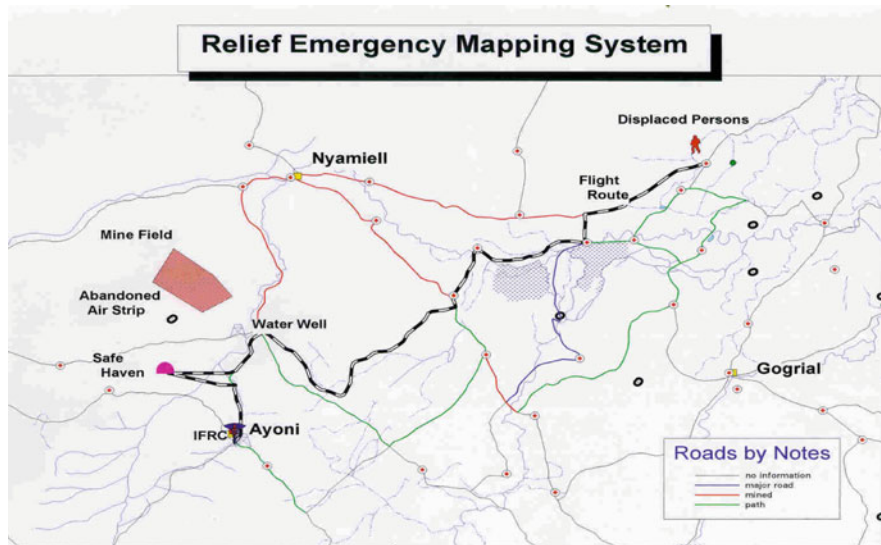 Relief Emergency Mapping System
Displaced Persons
Nyamiell
Flight
Route
Mine Field
Abandoned
Air Strip
Water Well
Safe
Haven
Gogrial
IFRC
Ayoni
Roads by Notes
no information
major road
mined
path